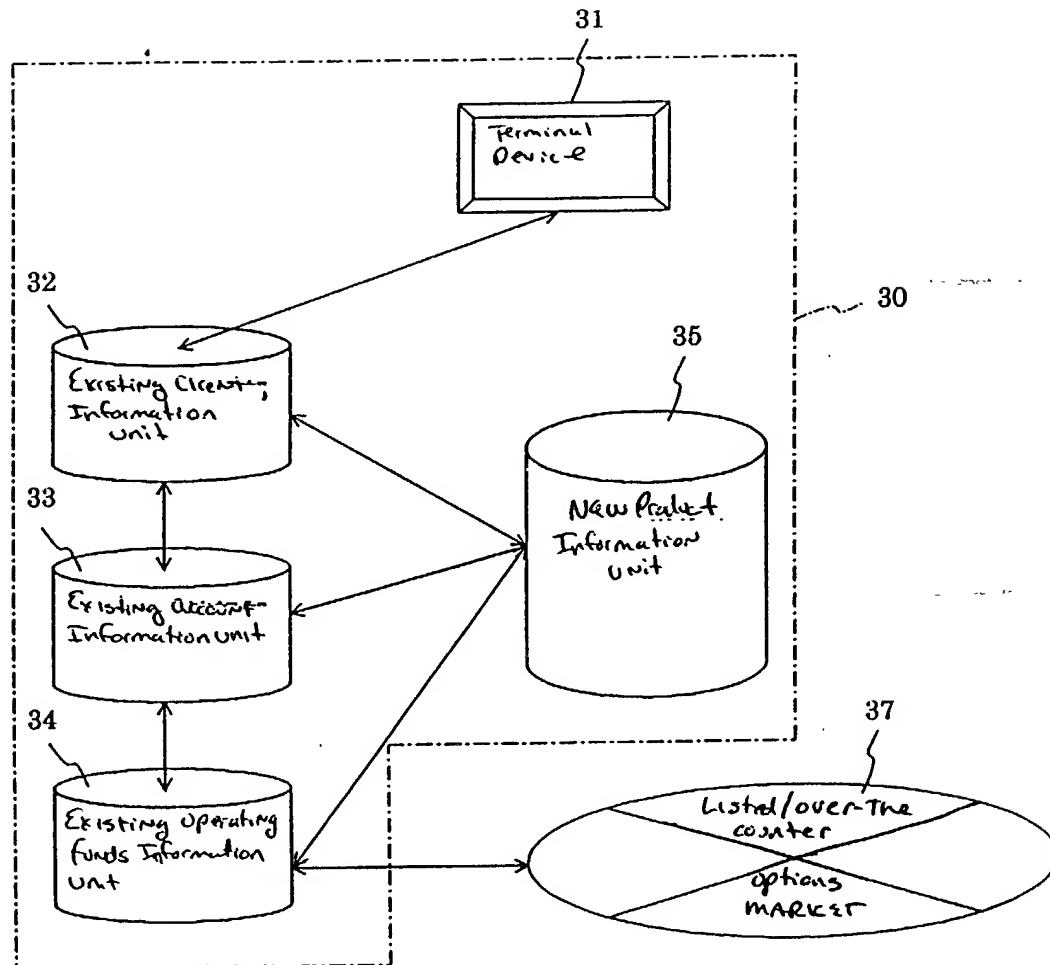 31
Terminal
Device
32
Existing Client
Information
unit
30
35
New Product
Information
unit
33
Existing account
Information unit
34
Existing operating
funds Information
unit
37
Listed/over-The
counter
options
MARKET